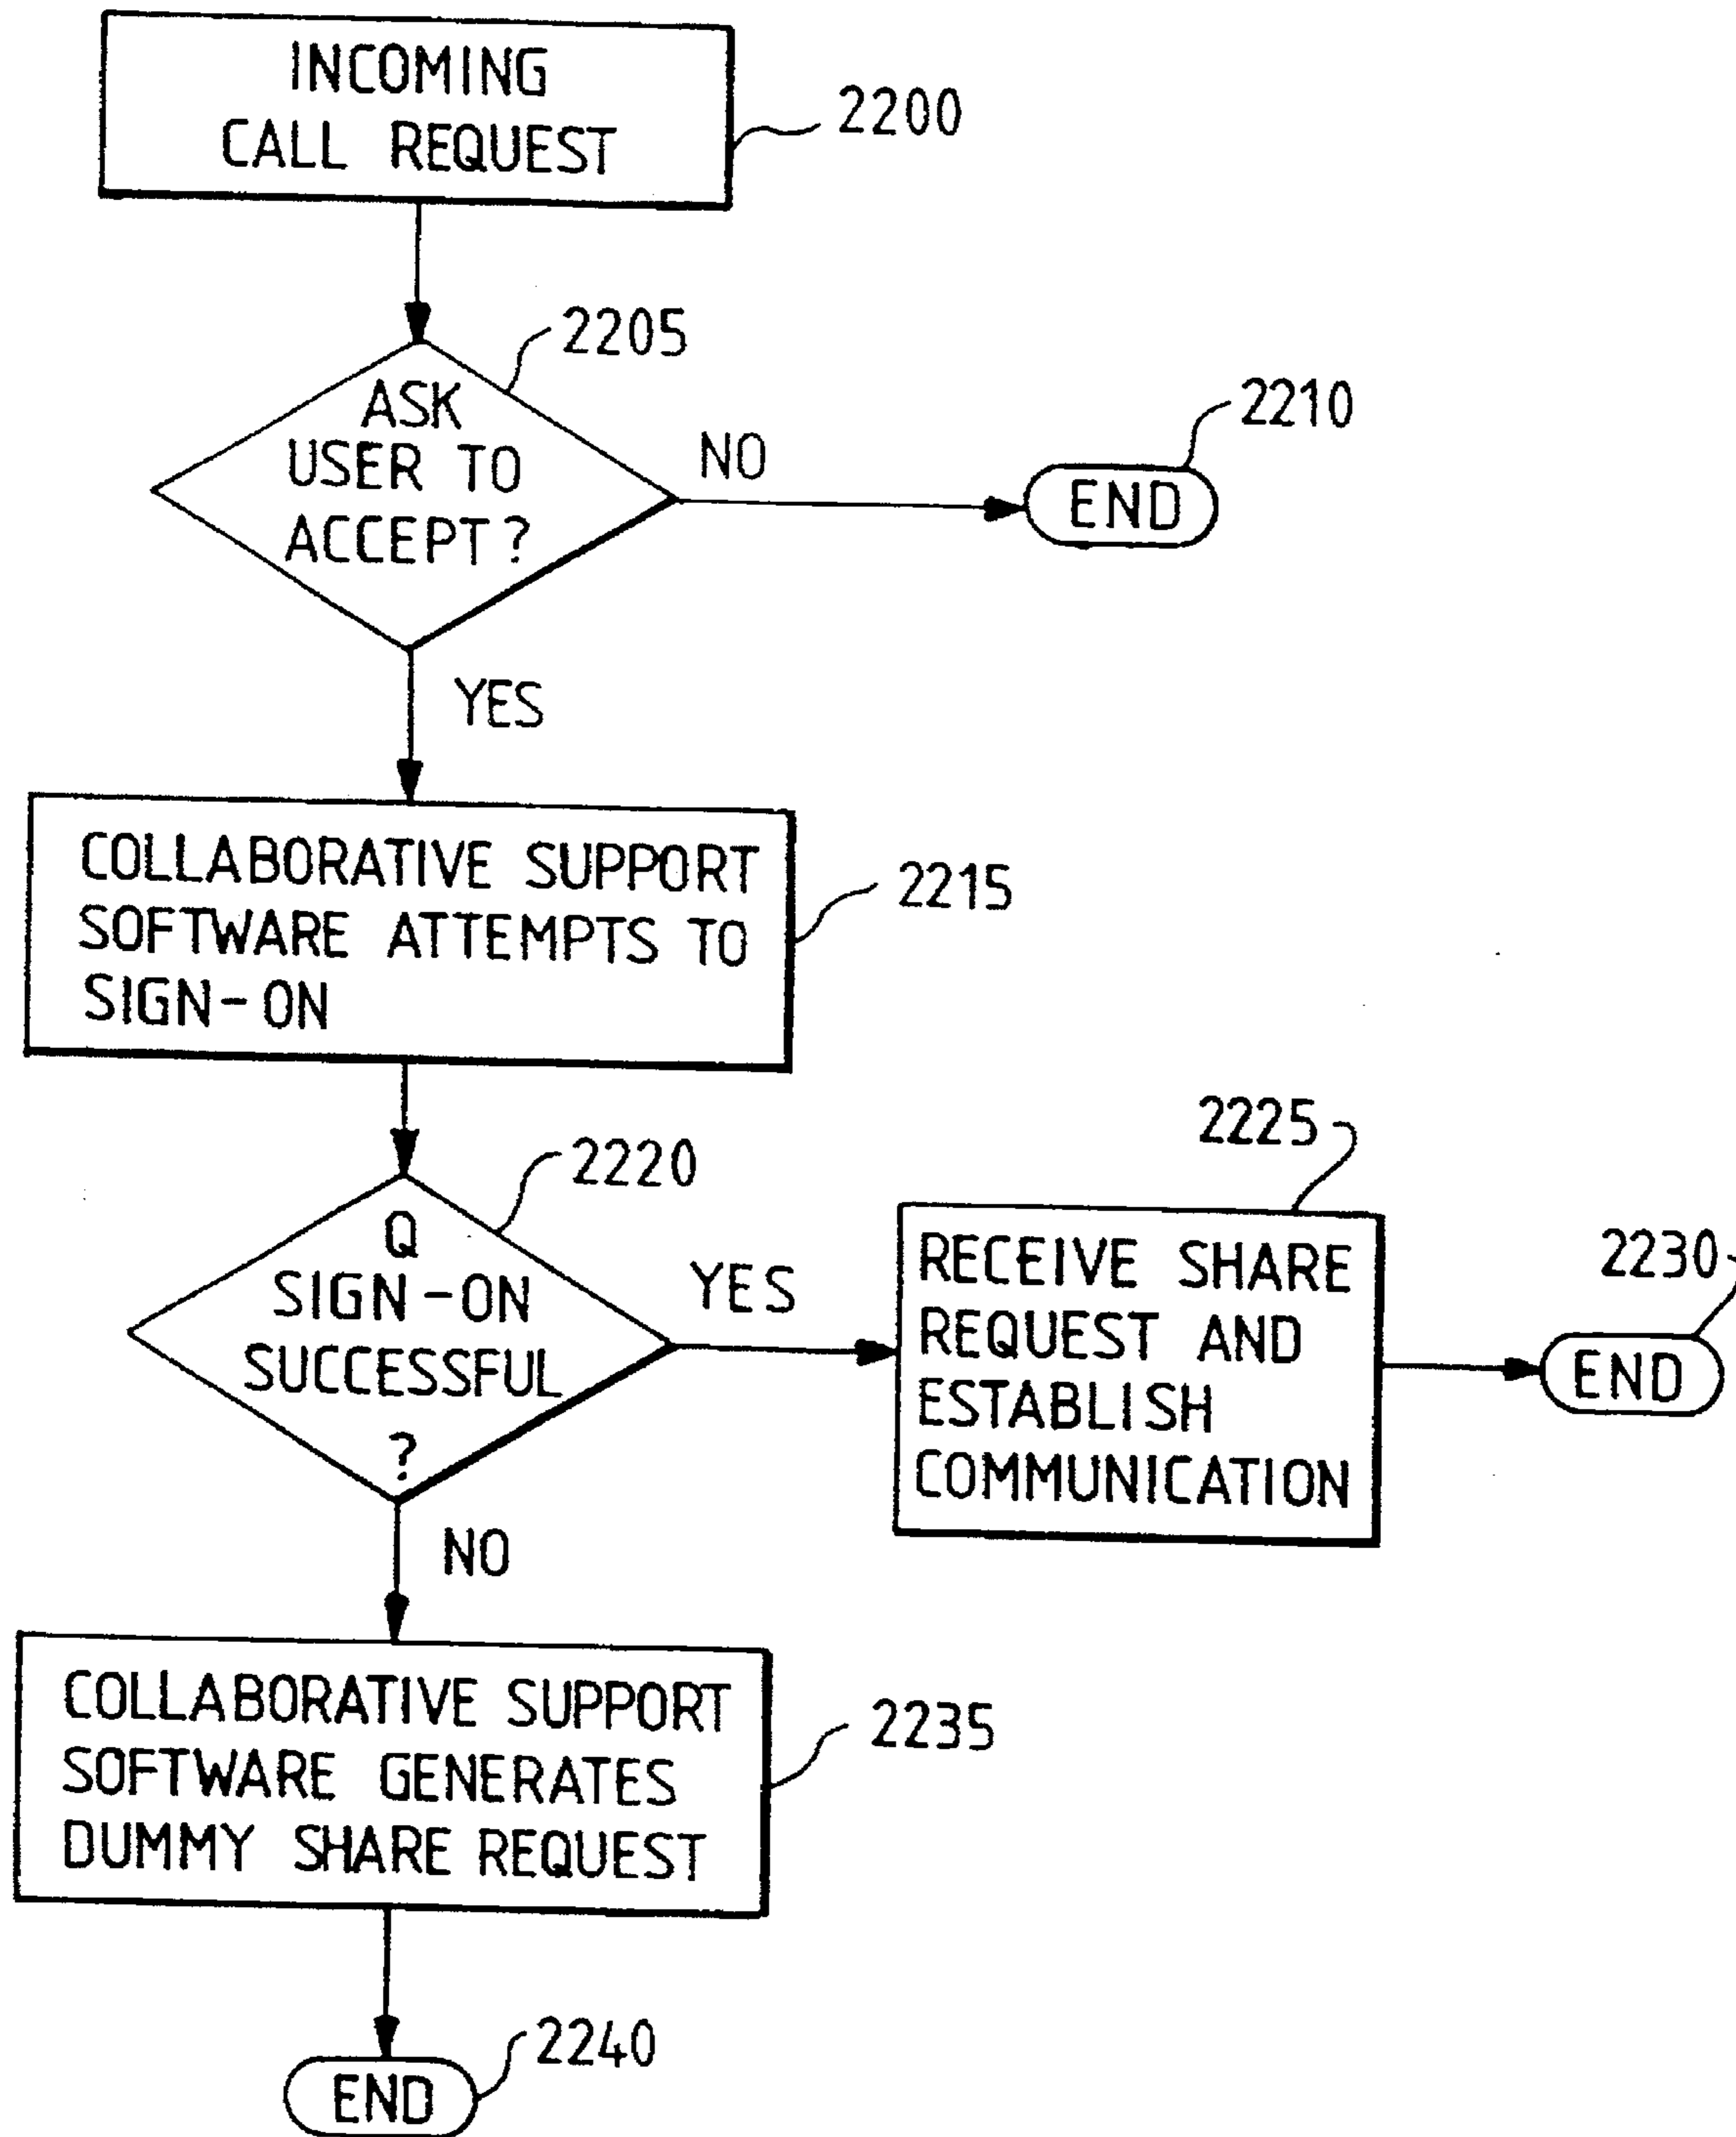 INCOMING
CALL REQUEST
2200
2205
ASK
USER TO
ACCEPT?
NO
2210
END
YES
COLLABORATIVE SUPPORT
SOFTWARE ATTEMPTS TO
SIGN-ON
2215
2220
Q
SIGN-ON
SUCCESSFUL
?
YES
2225
RECEIVE SHARE
REQUEST AND
ESTABLISH
COMMUNICATION
2230
END
NO
COLLABORATIVE SUPPORT
SOFTWARE GENERATES
DUMMY SHARE REQUEST
2235
2240
END